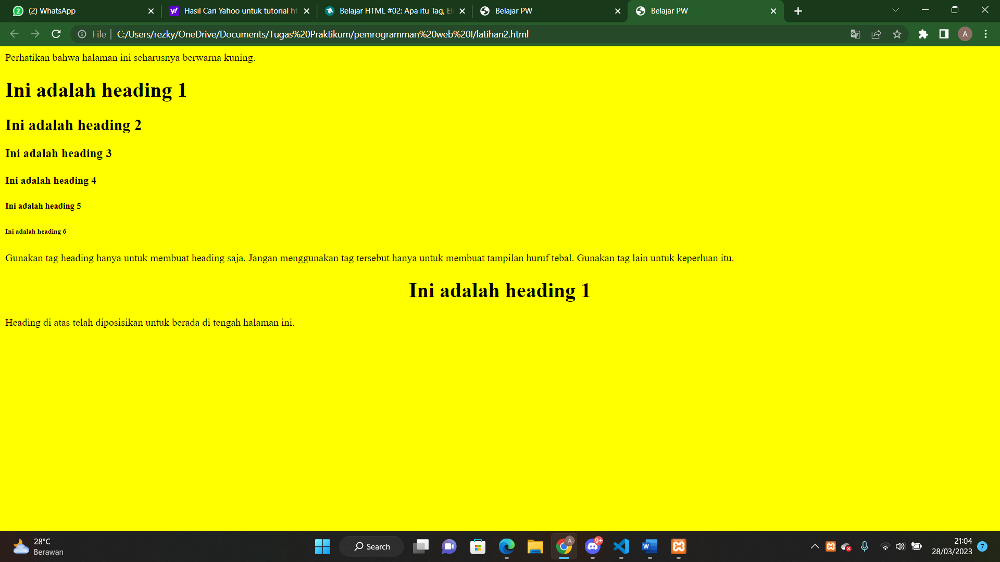 (2) WhatsApp
Hasil Cari Yahoo untuk tutorial ht
Belajar HTML #02: Apa itu Tag, El
Belajar PW
Belajar PW
File
C:/Users/rezky/OneDrive/Documents/Tugas%20Praktikum/pemrogramman%20web%20I/latihan2.html
A
Perhatikan bahwa halaman ini seharusnya berwarna kuning.
Ini adalah heading 1
Ini adalah heading 2
Ini adalah heading 3
Ini adalah heading 4
Ini adalah heading 5
Ini adalah heading 6
Gunakan tag heading hanya untuk membuat heading saja. Jangan menggunakan tag tersebut hanya untuk membuat tampilan huruf tebal. Gunakan tag lain untuk keperluan itu.
Ini adalah heading 1
Heading di atas telah diposisikan untuk berada di tengah halaman ini.
28°C
Berawan
Search
A
9+
W
21:04
28/03/2023
7